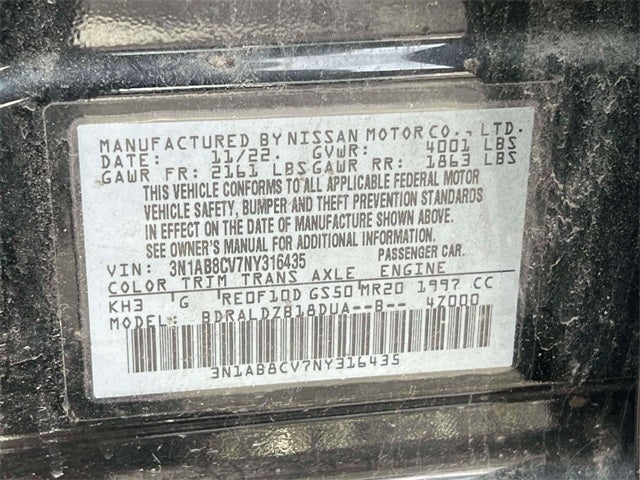 MANUFACTURED BY NISSAN MOTOR CO., LTD.
DATE: 11/22. GVWR: 4001 LBS
GAWR FR: 2161 LBS GAWR RR: 1863 LBS
THIS VEHICLE CONFORMS TO ALL APPLICABLE FEDERAL MOTOR
VEHICLE SAFETY, BUMPER AND THEFT PREVENTION STANDARDS
IN EFFECT ON THE DATE OF MANUFACTURE SHOWN ABOVE.
SEE OWNER'S MANUAL FOR ADDITIONAL INFORMATION.
VIN: 3N1AB8CV7NY316435 PASSENGER CAR.
COLOR TRIM TRANS AXLE ENGINE
KH3 G RE0F10D GS50 MR20 1997 CC
MODEL: BDRALDZB18DUA--B-- 4Z000
3N1AB8CV7NY316435